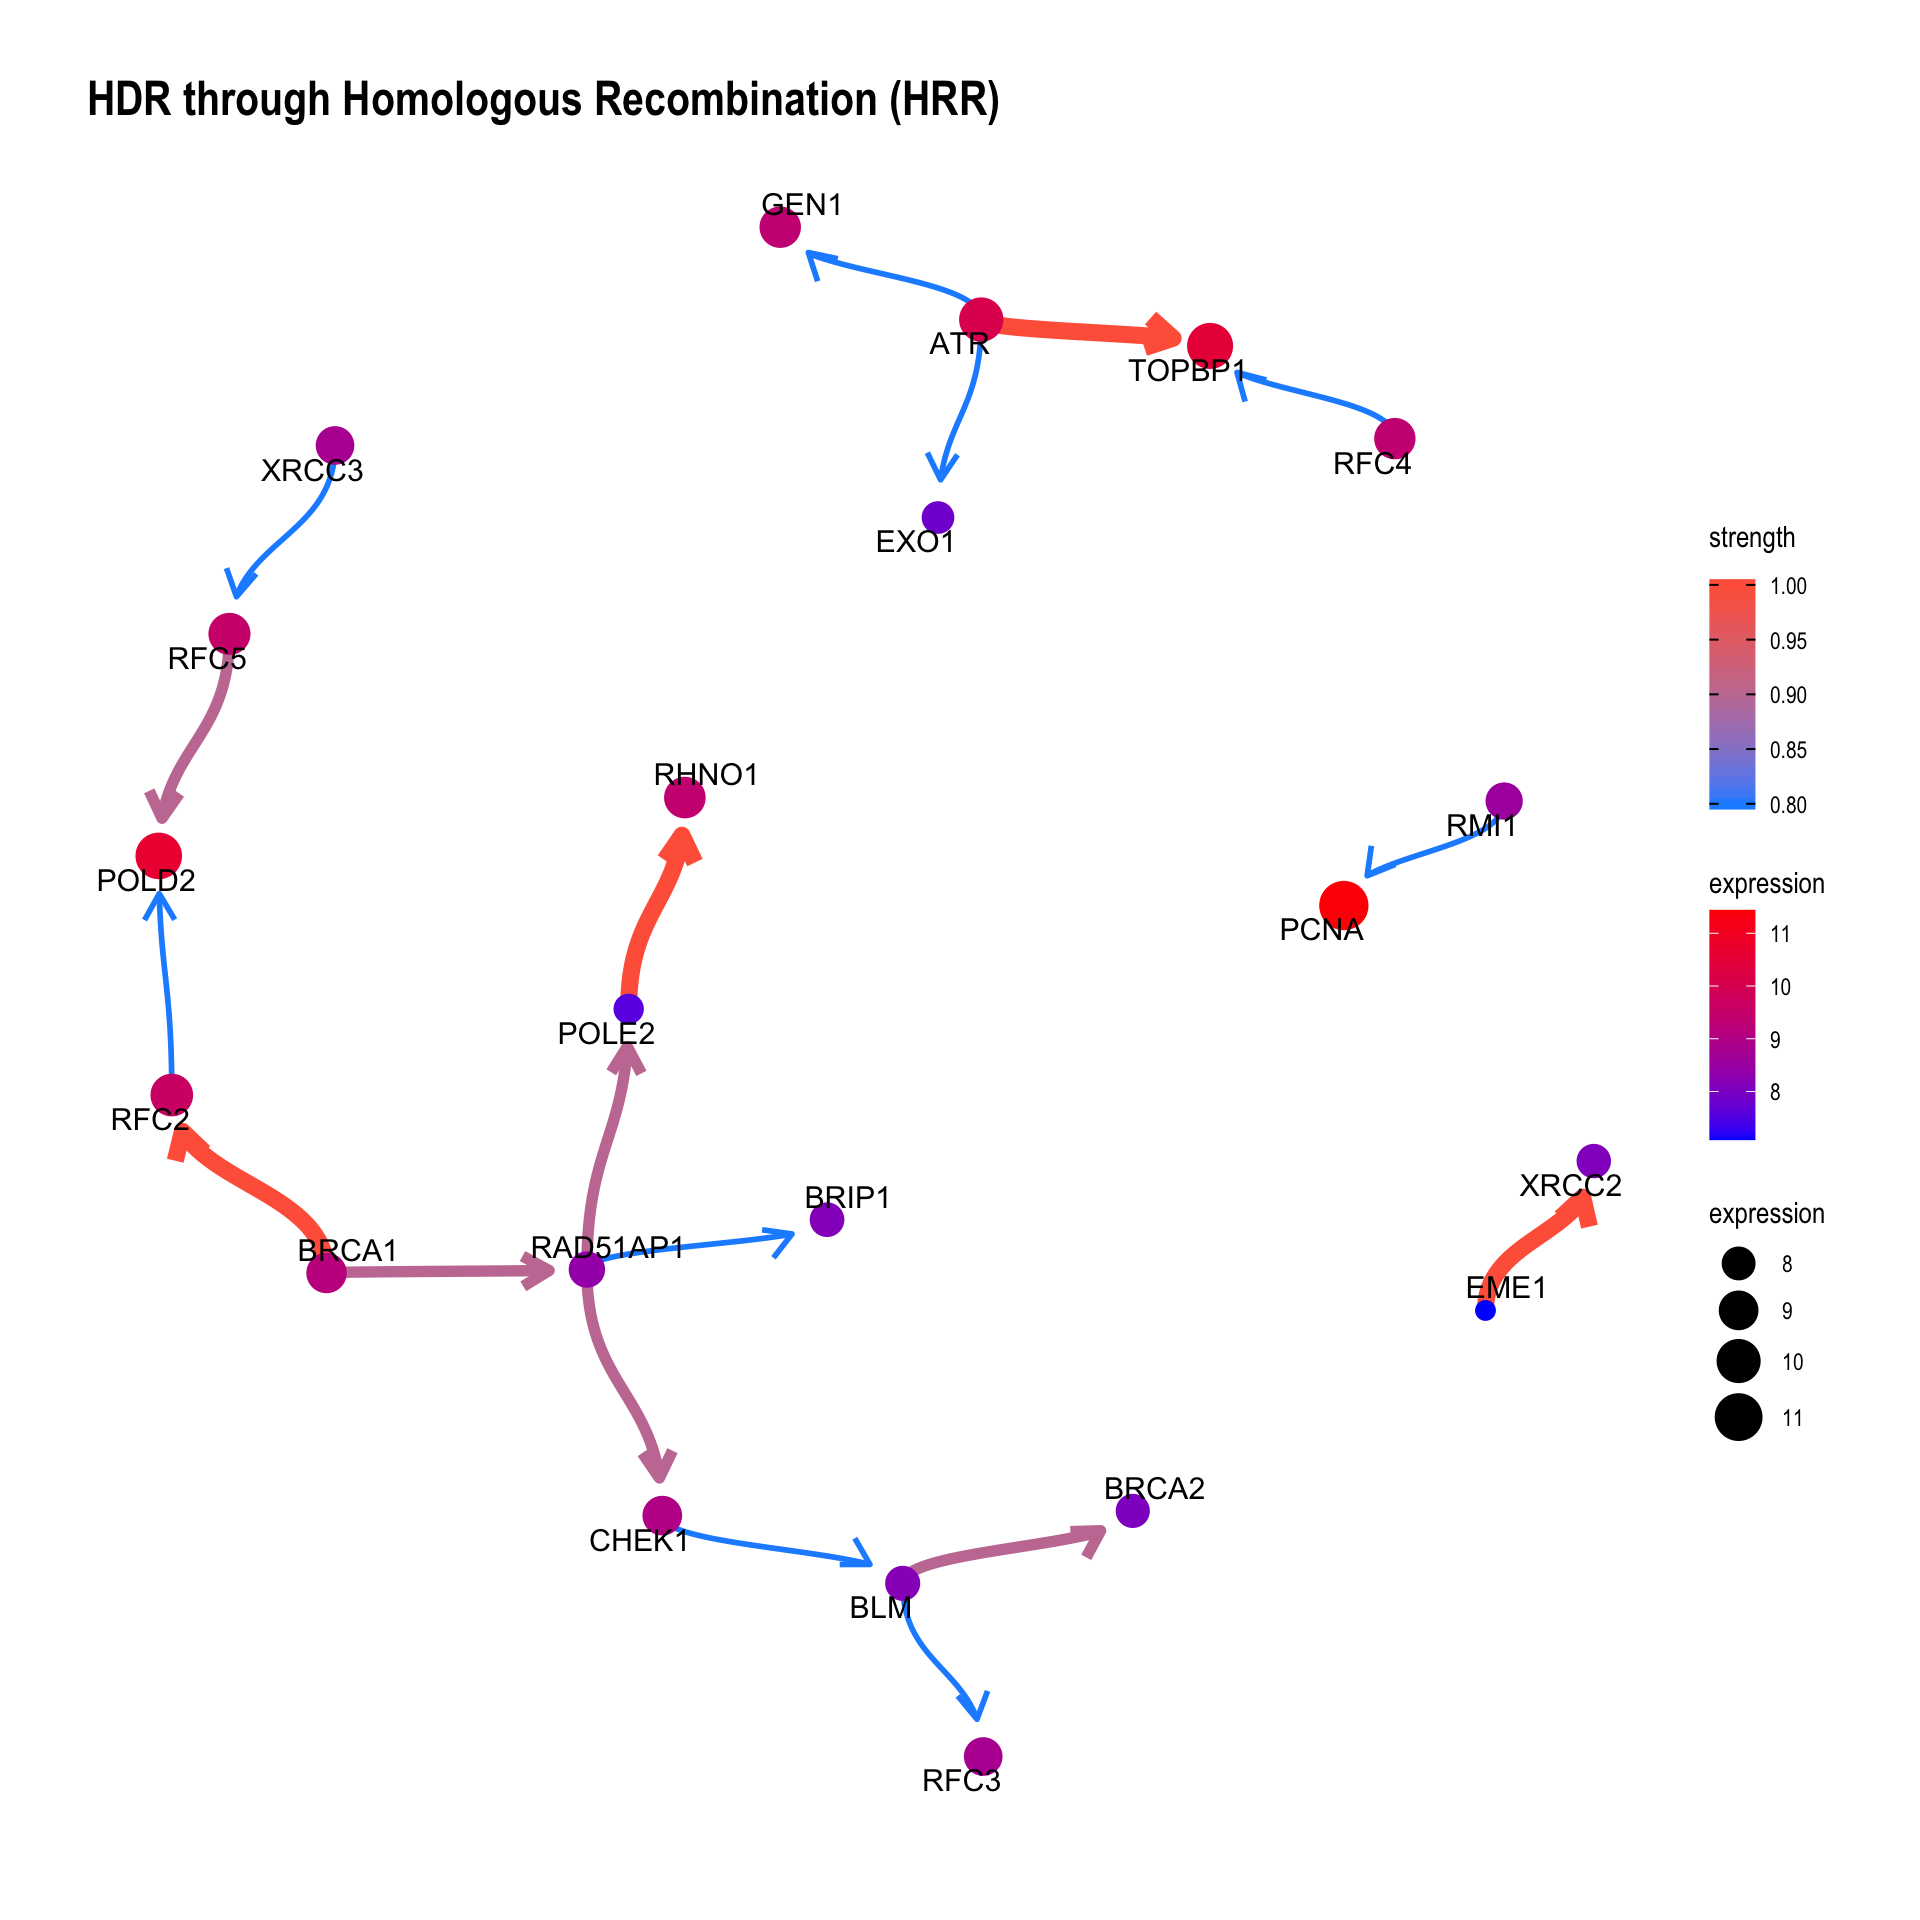 HDR through Homologous Recombination (HRR)
GEN1
ATR
TOPBP1
RFC4
XRCC3
EXO1
RFC5
RHNO1
RMI1
POLD2
PCNA
POLE2
RFC2
XRCC2
BRIP1
BRCA1
RAD51AP1
EME1
BRCA2
CHEK1
BLM
RFC3
strength
1.00
0.95
0.90
0.85
0.80
expression
11
10
9
8
expression
8
9
10
11